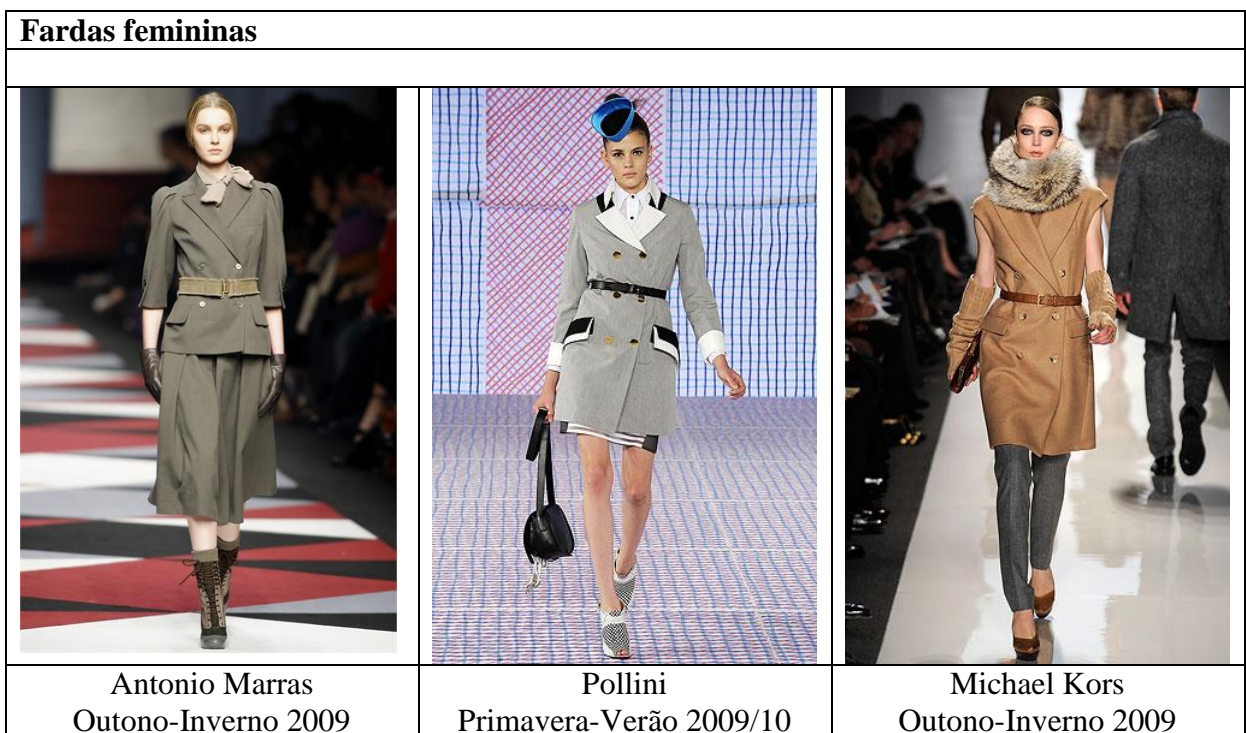 Fardas femininas
Antonio Marras
Outono-Inverno 2009
Pollini
Primavera-Verão 2009/10
Michael Kors
Outono-Inverno 2009